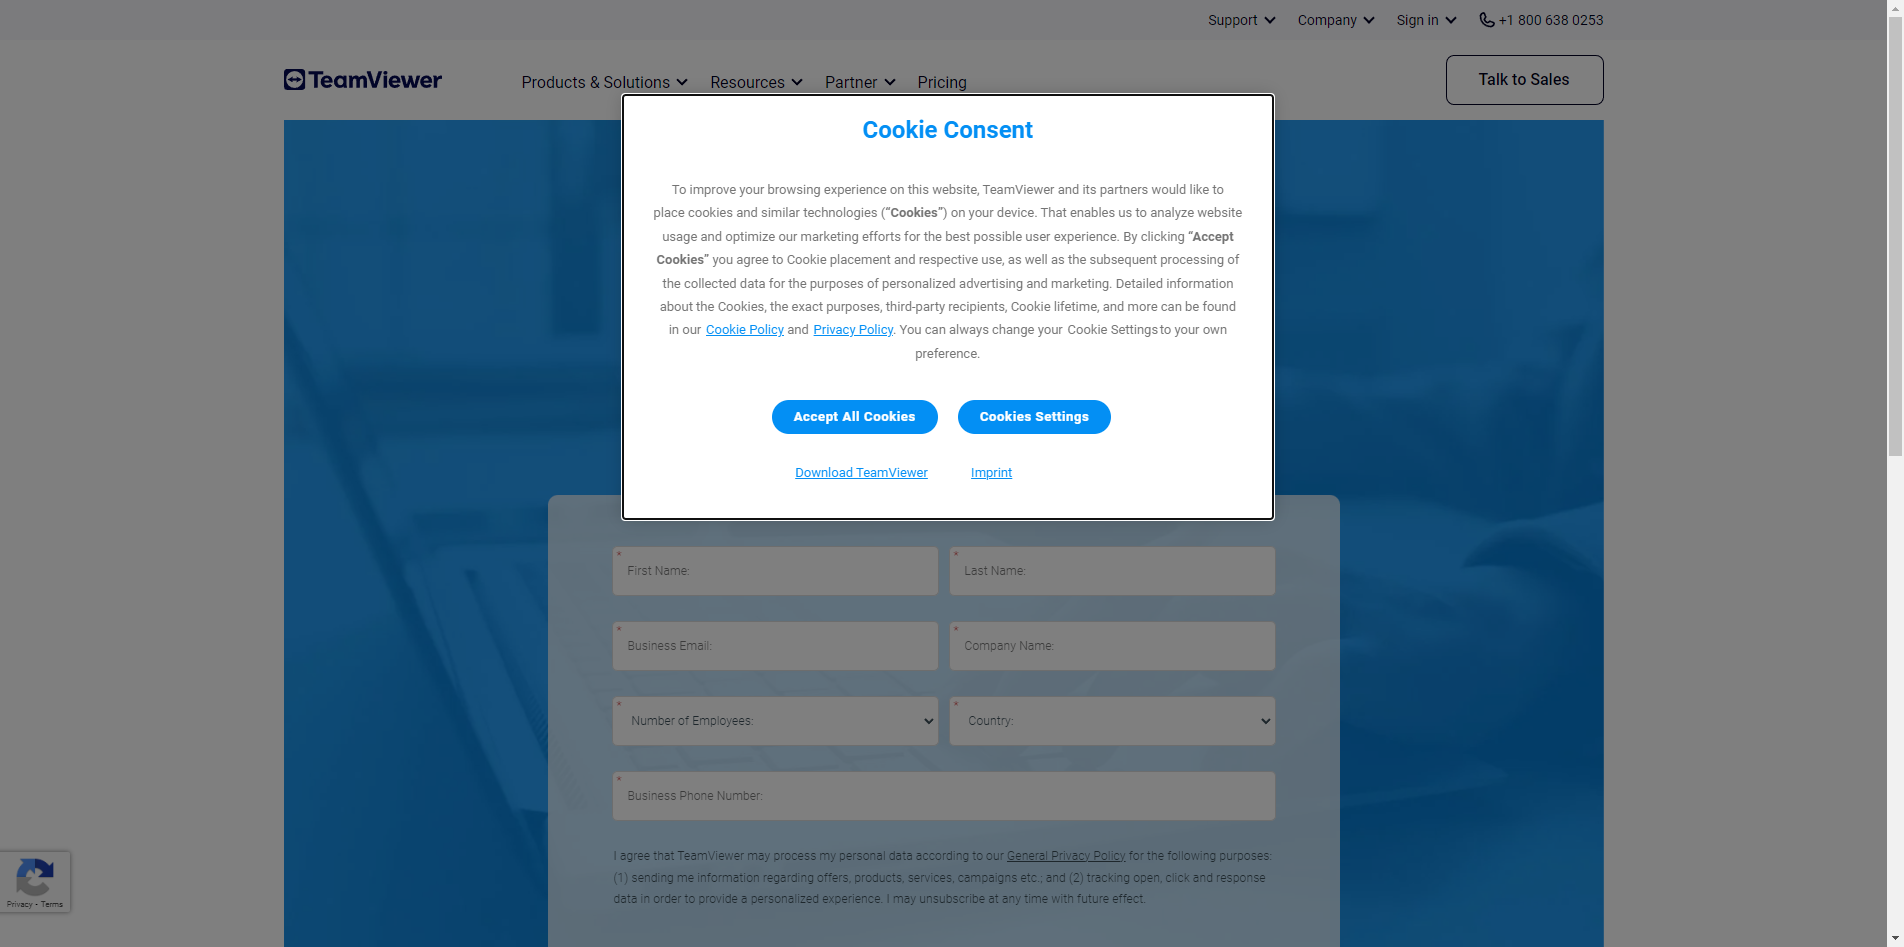 Support
Company
Sign in
+1 800 638 0253
TeamViewer
Products & Solutions
Resources
Partner
Pricing
Talk to Sales
Cookie Consent
To improve your browsing experience on this website, TeamViewer and its partners would like to
place cookies and similar technologies (“Cookies”) on your device. That enables us to analyze website
usage and optimize our marketing efforts for the best possible user experience. By clicking “Accept
Cookies” you agree to Cookie placement and respective use, as well as the subsequent processing of
the collected data for the purposes of personalized advertising and marketing. Detailed information
about the Cookies, the exact purposes, third-party recipients, Cookie lifetime, and more can be found
in our Cookie Policy and Privacy Policy. You can always change your Cookie Settings to your own
preference.
Accept All Cookies
Cookies Settings
Download TeamViewer
Imprint
* First Name:
* Last Name:
* Business Email:
* Company Name:
* Number of Employees:
* Country:
* Business Phone Number:
I agree that TeamViewer may process my personal data according to our General Privacy Policy for the following purposes:
(1) sending me information regarding offers, products, services, campaigns etc.; and (2) tracking open, click and response
data in order to provide a personalized experience. I may unsubscribe at any time with future effect.
Privacy - Terms